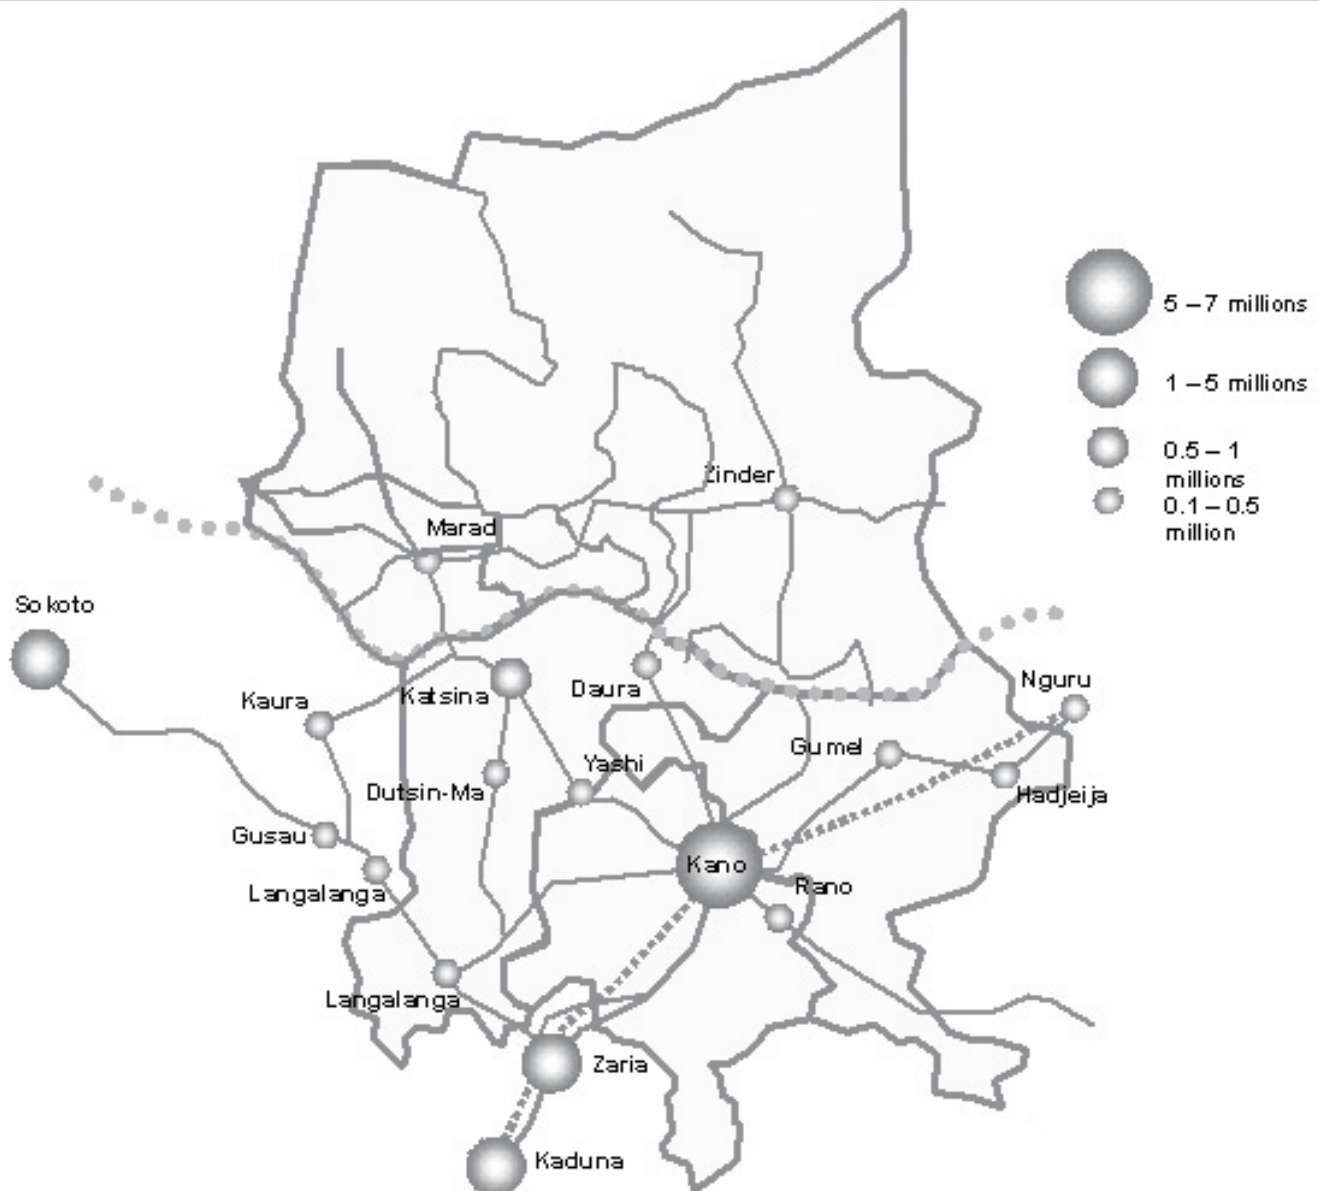 5 – 7 millions
1 – 5 millions
0.5 – 1
millions
0.1 – 0.5
million
Zinder
Marad
Sokoto
Kaura
Katsina
Daura
Nguru
Gumel
Yashi
Dutsin-Ma
Hadjeija
Gusau
Langalanga
Kano
Rano
Langalanga
Zaria
Kaduna